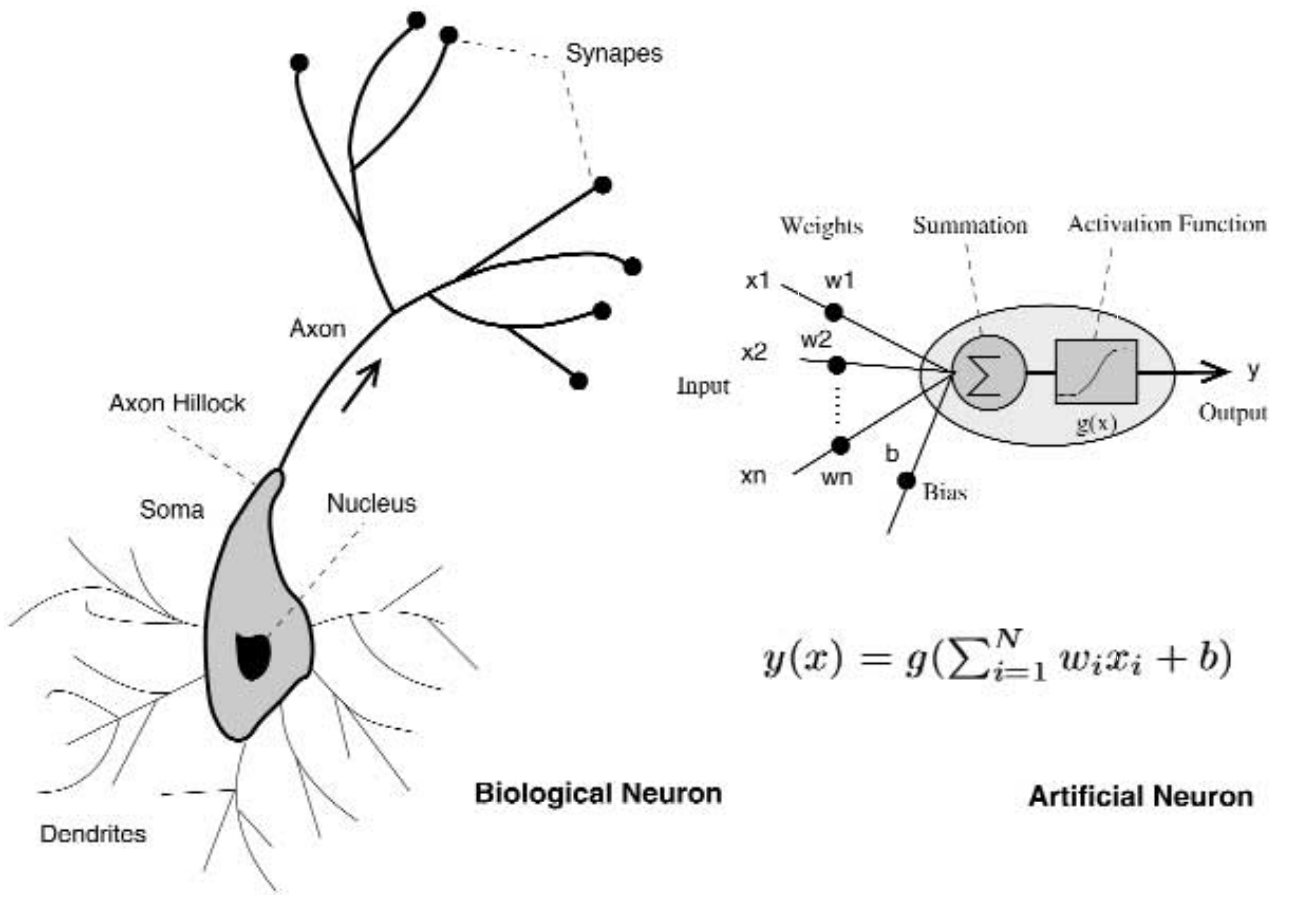 Synapes
Axon
Axon Hillock
Soma
Nucleus
Dendrites
Biological Neuron
Weights
Summation
Activation Function
x1
w1
x2
w2
Input
xn
wn
b
Bias
∑
g(x)
y
Output
y(x) = g(∑_{i=1}^{N} w_i x_i + b)
Artificial Neuron